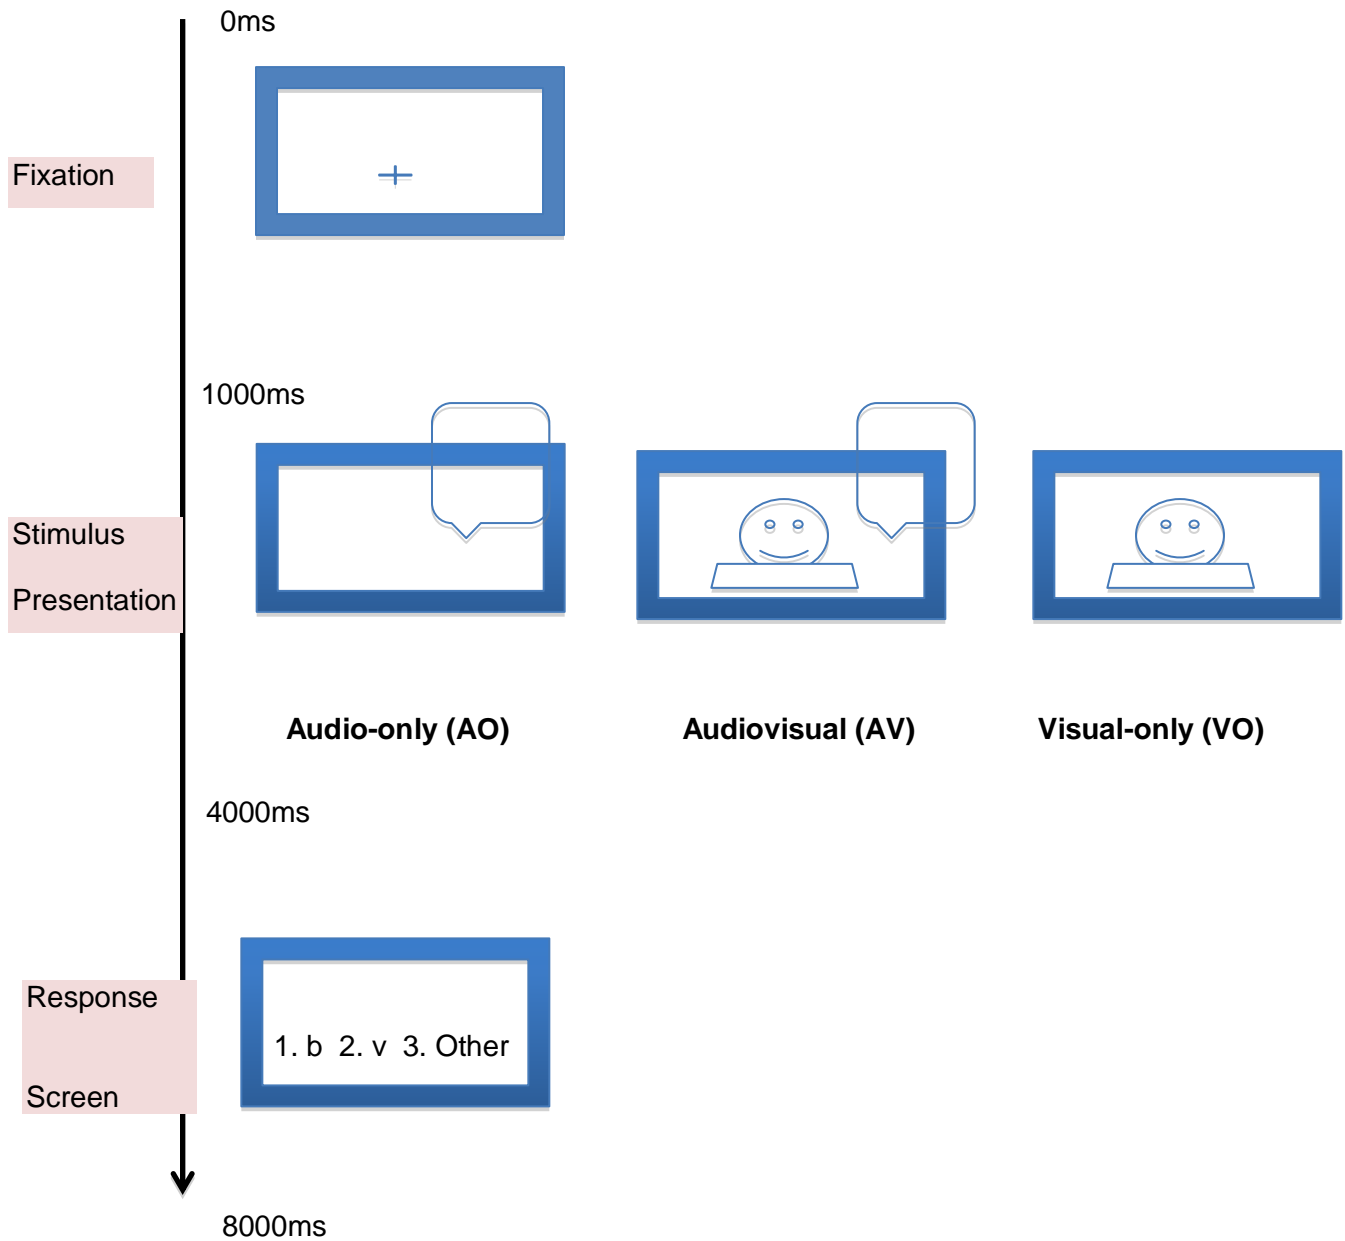 0ms
Fixation
1000ms
Stimulus
Presentation
Audio-only (AO)
Audiovisual (AV)
Visual-only (VO)
4000ms
Response
1. b 2. v 3. Other
Screen
8000ms